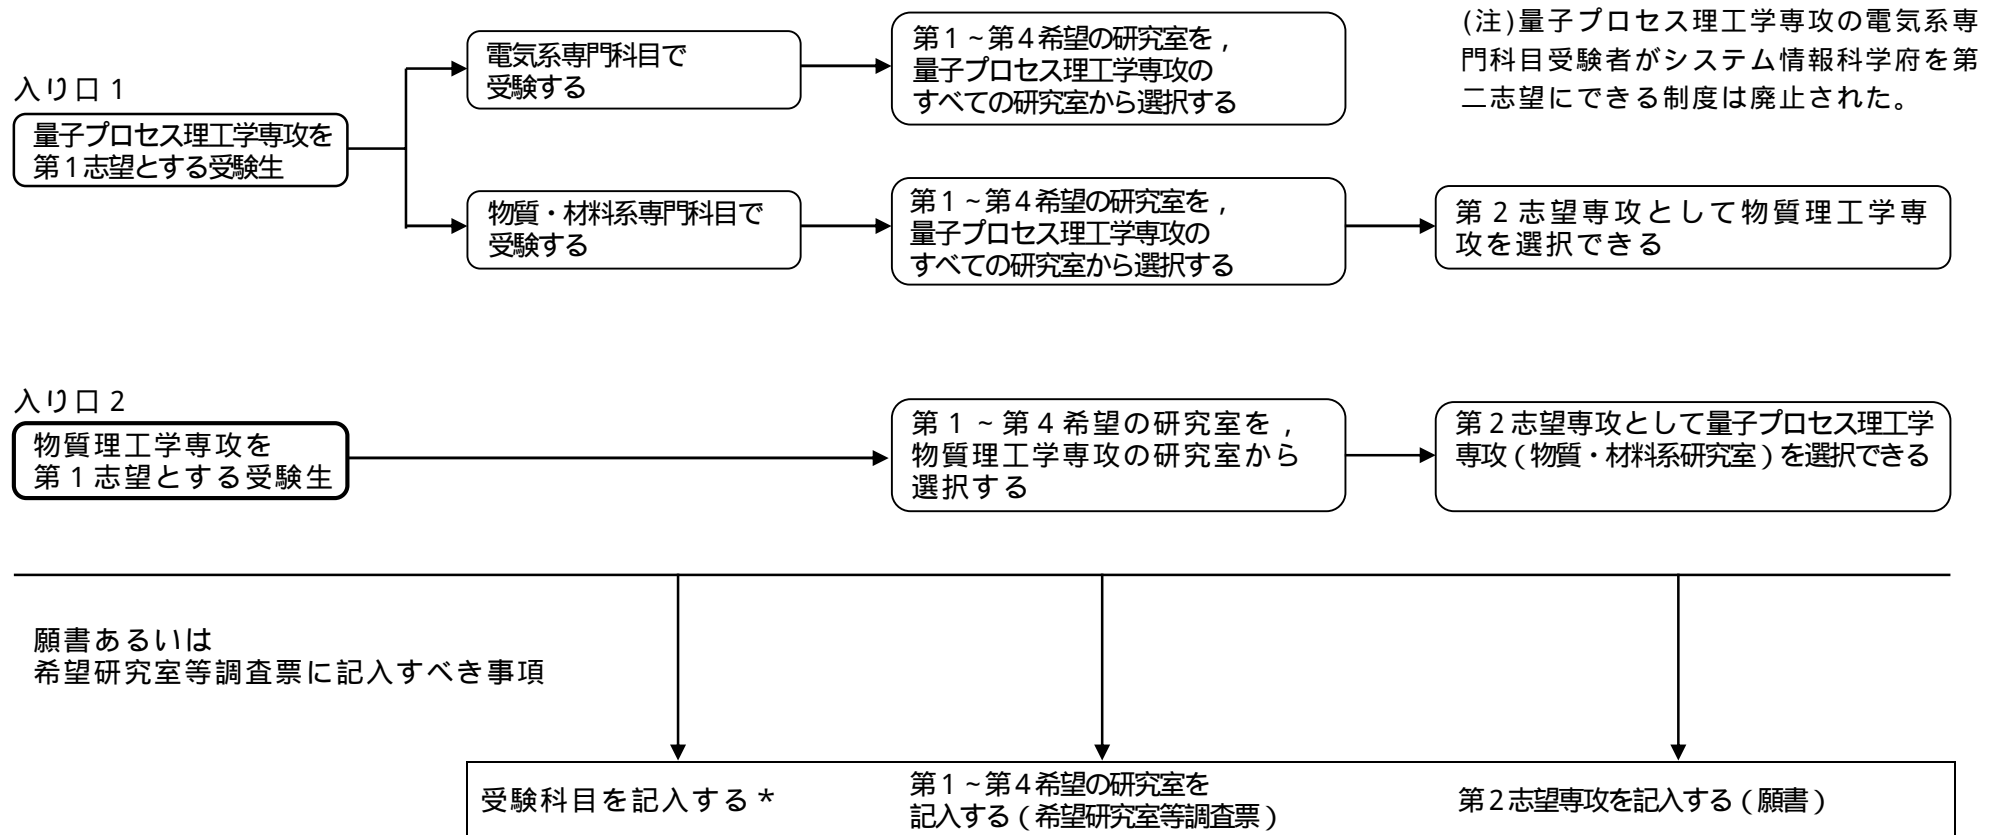 入り口1
量子プロセス理工学専攻を
第1志望とする受験生
電気系専門科目で
受験する
第1~第4希望の研究室を，
量子プロセス理工学専攻の
すべての研究室から選択する
(注)量子プロセス理工学専攻の電気系専
門科目受験者がシステム情報科学府を第
二志望にできる制度は廃止された。
物質・材料系専門科目で
受験する
第1~第4希望の研究室を，
量子プロセス理工学専攻の
すべての研究室から選択する
第2志望専攻として物質理工学専
攻を選択できる
入り口2
物質理工学専攻を
第1志望とする受験生
第1~第4希望の研究室を，
物質理工学専攻の研究室から
選択する
第2志望専攻として量子プロセス理工学
専攻(物質・材料系研究室)を選択できる
願書あるいは
希望研究室等調査票に記入すべき事項
受験科目を記入する*
第1~第4希望の研究室を
記入する(希望研究室等調査票)
第2志望専攻を記入する(願書)